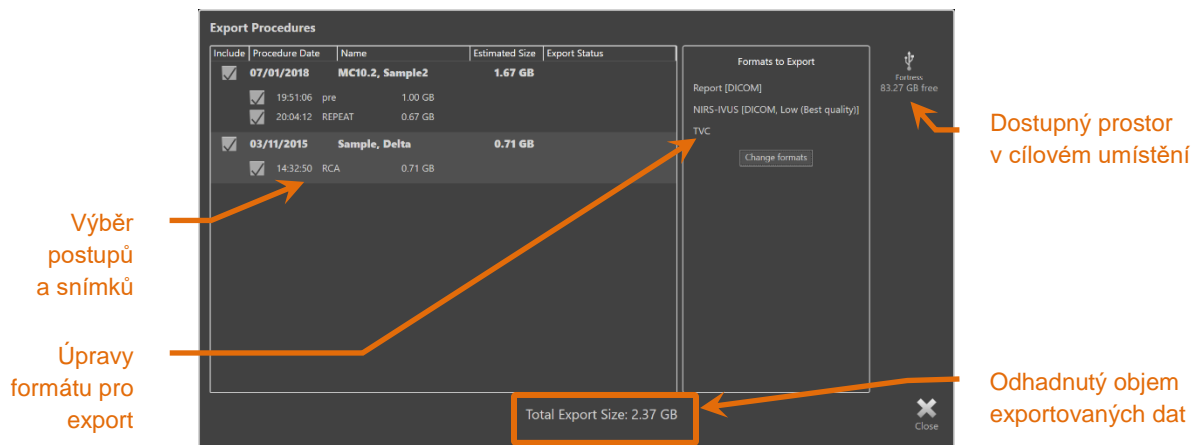 Export Procedures
Include Procedure Date Name Estimated Size Export Status
07/01/2018 MC10.2, Sample2 1.67 GB
19:51:06 pre 1.00 GB
20:04:12 REPEAT 0.67 GB
03/11/2015 Sample, Delta 0.71 GB
14:32:50 RCA 0.71 GB
Formats to Export
Report [DICOM]
NIRS-IVUS [DICOM, Low (Best quality)]
TVC
Change formats
Fortress
83.27 GB free
Total Export Size: 2.37 GB
Close
Výběr
postupů
a snímků
Úpravy
formátu pro
export
Dostupný prostor
v cílovém umístění
Odhadnutý objem
exportovaných dat